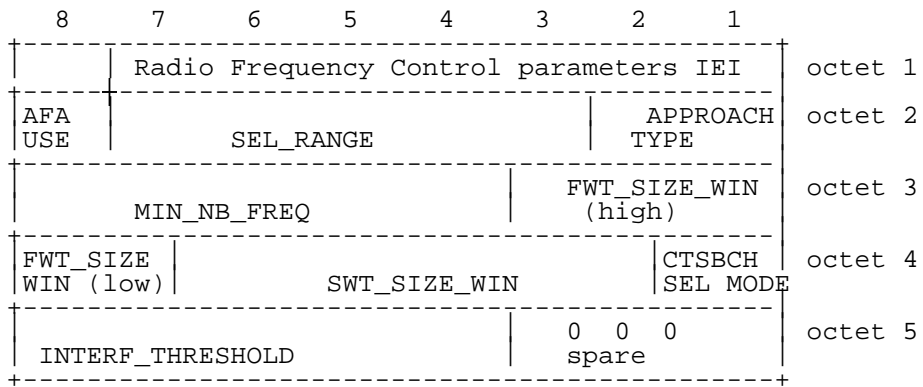 8 7 6 5 4 3 2 1
Radio Frequency Control parameters IEI octet 1
AFA APPROACH octet 2
USE SEL_RANGE TYPE
FWT_SIZE_WIN octet 3
MIN_NB_FREQ (high)
FWT_SIZE CTSBCH octet 4
WIN (low) SWT_SIZE_WIN SEL MODE
0 0 0 octet 5
INTERF_THRESHOLD spare